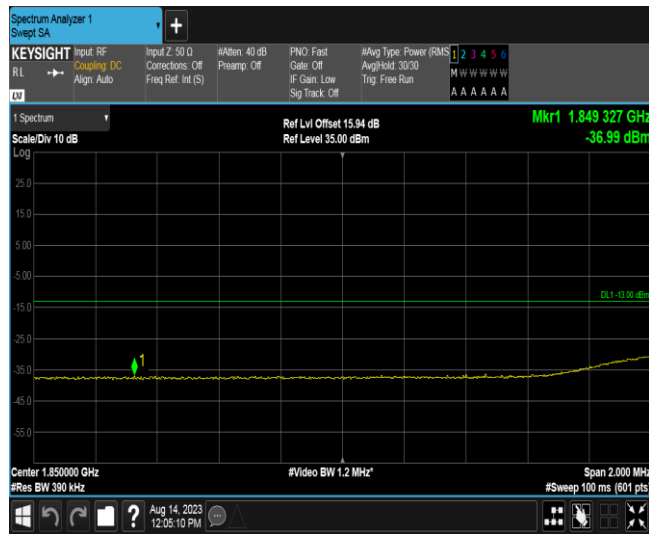 Spectrum Analyzer 1
Swept SA
+
KEYSIGHT
RL
LXI
Input: RF
Coupling: DC
Align: Auto
Input Z: 50 Ω
Corrections: Off
Freq Ref: Int (S)
#Atten: 40 dB
Preamp: Off
PNO: Fast
Gate: Off
IF Gain: Low
Sig Track: Off
#Avg Type: Power (RMS
Avg|Hold: 30/30
Trig: Free Run
1 2 3 4 5 6
M W W W W W
A A A A A A
1 Spectrum
Scale/Div 10 dB
Log
Ref Lvl Offset 15.94 dB
Ref Level 35.00 dBm
Mkr1 1.849 327 GHz
-36.99 dBm
25.0
15.0
5.00
-5.00
DL1 -13.00 dBm
-15.0
-25.0
1
-35.0
-45.0
-55.0
Center 1.850000 GHz
#Res BW 390 kHz
#Video BW 1.2 MHz*
Span 2.000 MHz
#Sweep 100 ms (601 pts
?
Aug 14, 2023
12:05:10 PM